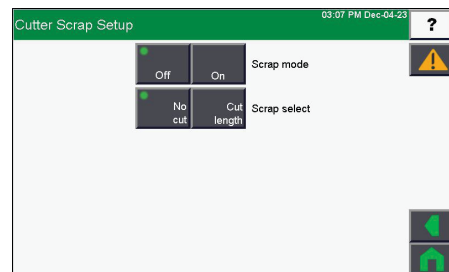 Cutter Scrap Setup
03:07 PM Dec-04-23
?
Off
On
Scrap mode
No cut
Cut length
Scrap select